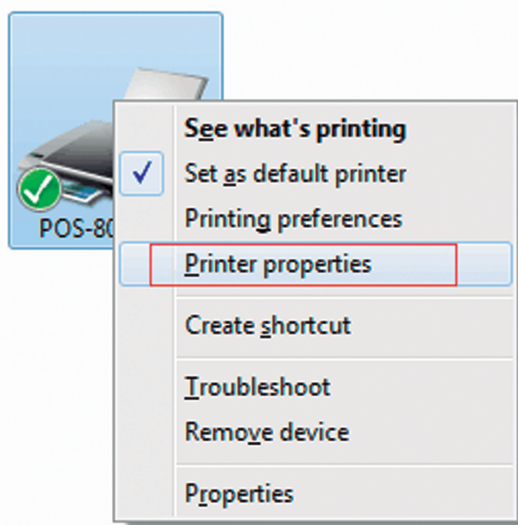 See what's printing
Set as default printer
Printing preferences
Printer properties
Create shortcut
Troubleshoot
Remove device
Properties
POS-80